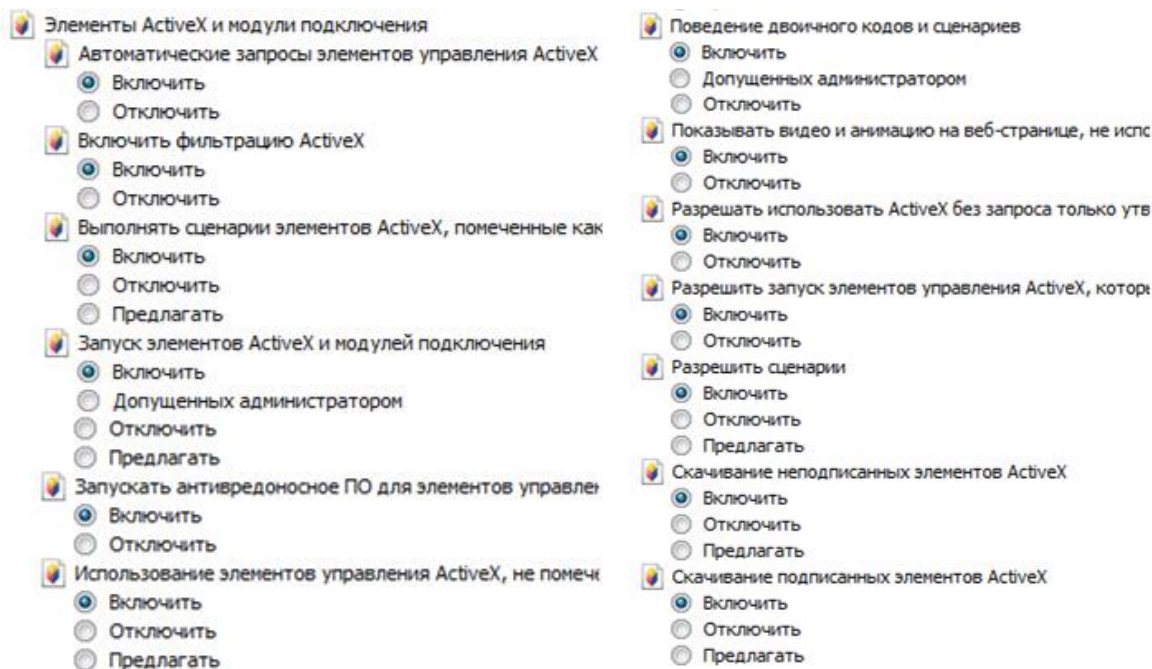 Элементы ActiveX и модули подключения
Автоматические запросы элементов управления ActiveX
Включить
Отключить
Включить фильтрацию ActiveX
Включить
Отключить
Выполнять сценарии элементов ActiveX, помеченные как
Включить
Отключить
Предлагать
Запуск элементов ActiveX и модулей подключения
Включить
Допущенных администратором
Отключить
Предлагать
Запускать антивредоносное ПО для элементов управлен
Включить
Отключить
Использование элементов управления ActiveX, не помече
Включить
Отключить
Предлагать
Поведение двоичного кодов и сценариев
Включить
Допущенных администратором
Отключить
Показывать видео и анимацию на веб-странице, не испо
Включить
Отключить
Разрешать использовать ActiveX без запроса только утв
Включить
Отключить
Разрешить запуск элементов управления ActiveX, которы
Включить
Отключить
Разрешить сценарии
Включить
Отключить
Предлагать
Скачивание неподписанных элементов ActiveX
Включить
Отключить
Предлагать
Скачивание подписанных элементов ActiveX
Включить
Отключить
Предлагать